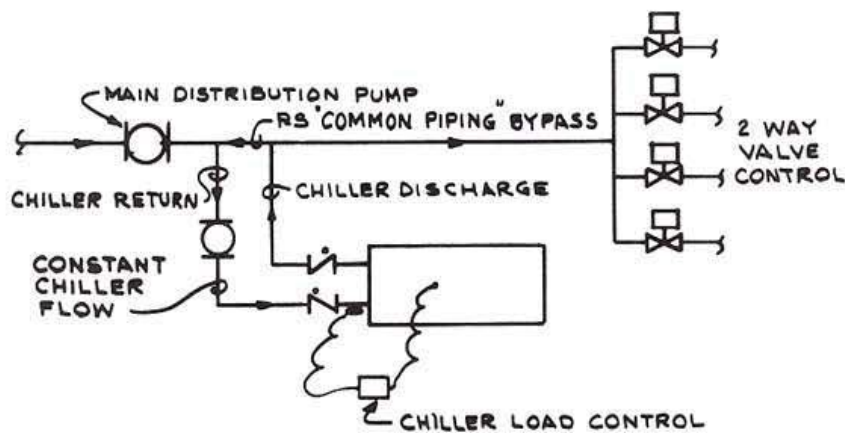 MAIN DISTRIBUTION PUMP
RS "COMMON PIPING" BYPASS
2 WAY
VALVE
CONTROL
CHILLER RETURN
CHILLER DISCHARGE
CONSTANT
CHILLER
FLOW
CHILLER LOAD CONTROL